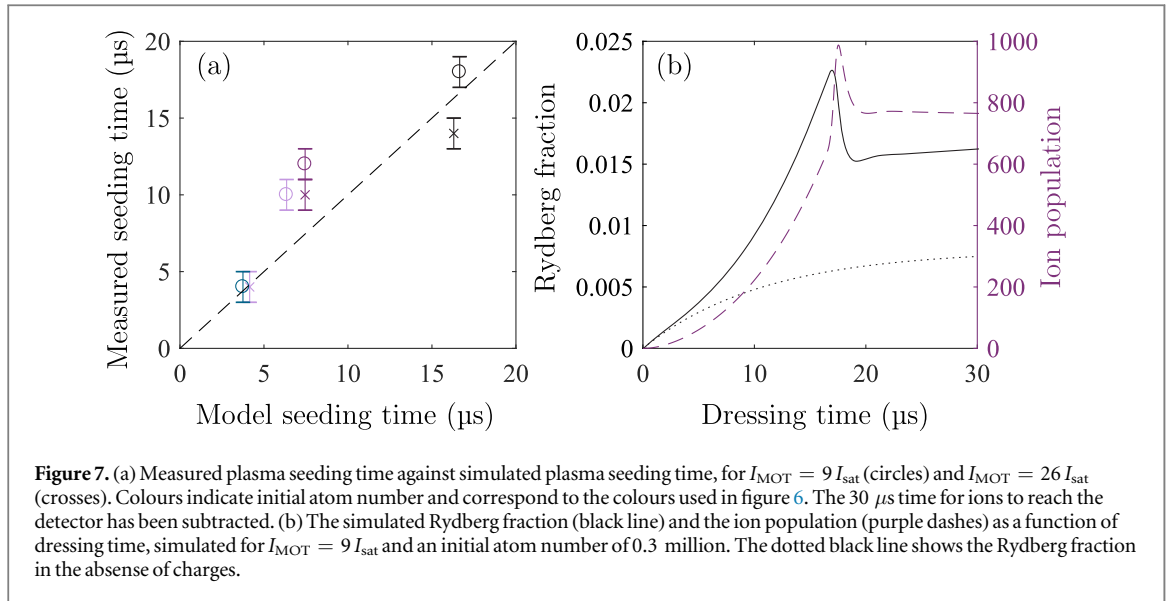 20
15
10
5
0
Measured seeding time (µs)
(a)
0 5 10 15 20
Model seeding time (µs)
0.025
0.02
0.015
0.01
0.005
0
Rydberg fraction
(b)
1000
800
600
400
200
0
Ion population
0 10 20 30
Dressing time (µs)
Figure 7. (a) Measured plasma seeding time against simulated plasma seeding time, for I_MOT = 9 I_sat (circles) and I_MOT = 26 I_sat
(crosses). Colours indicate initial atom number and correspond to the colours used in figure 6. The 30 µs time for ions to reach the
detector has been subtracted. (b) The simulated Rydberg fraction (black line) and the ion population (purple dashes) as a function of
dressing time, simulated for I_MOT = 9 I_sat and an initial atom number of 0.3 million. The dotted black line shows the Rydberg fraction
in the absense of charges.